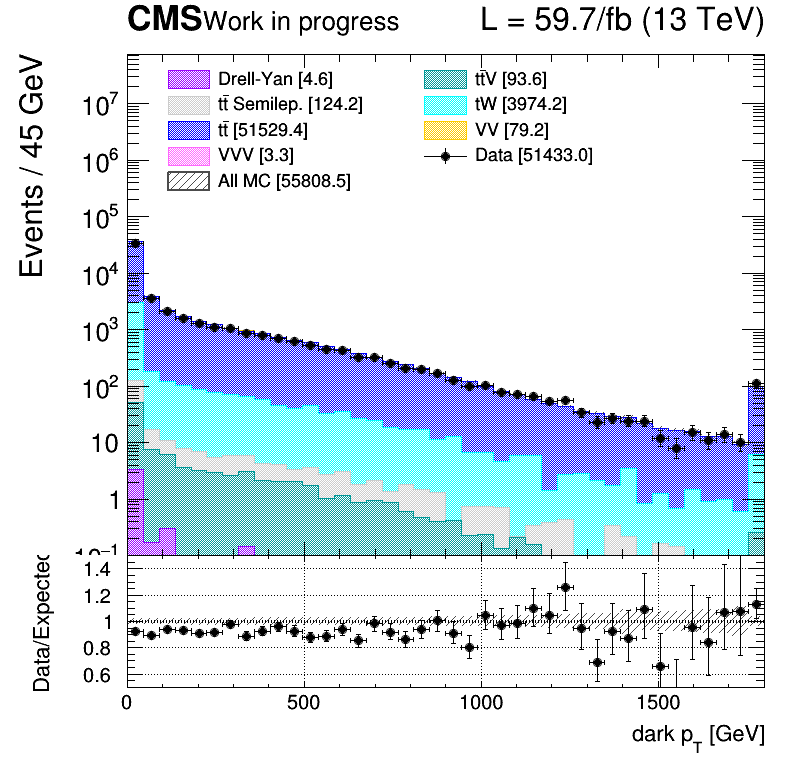 CMS Work in progress L = 59.7/fb (13 TeV)
Events / 45 GeV
Drell-Yan [4.6] tt̄V [93.6]
tt̄ Semilep. [124.2] tW [3974.2]
tt̄ [51529.4] VV [79.2]
VVV [3.3] Data [51433.0]
All MC [55808.5]
10⁷
10⁶
10⁵
10⁴
10³
10²
10
1
10⁻¹
Data/Expected
1.4
1.2
1
0.8
0.6
0 500 1000 1500
dark p_T [GeV]